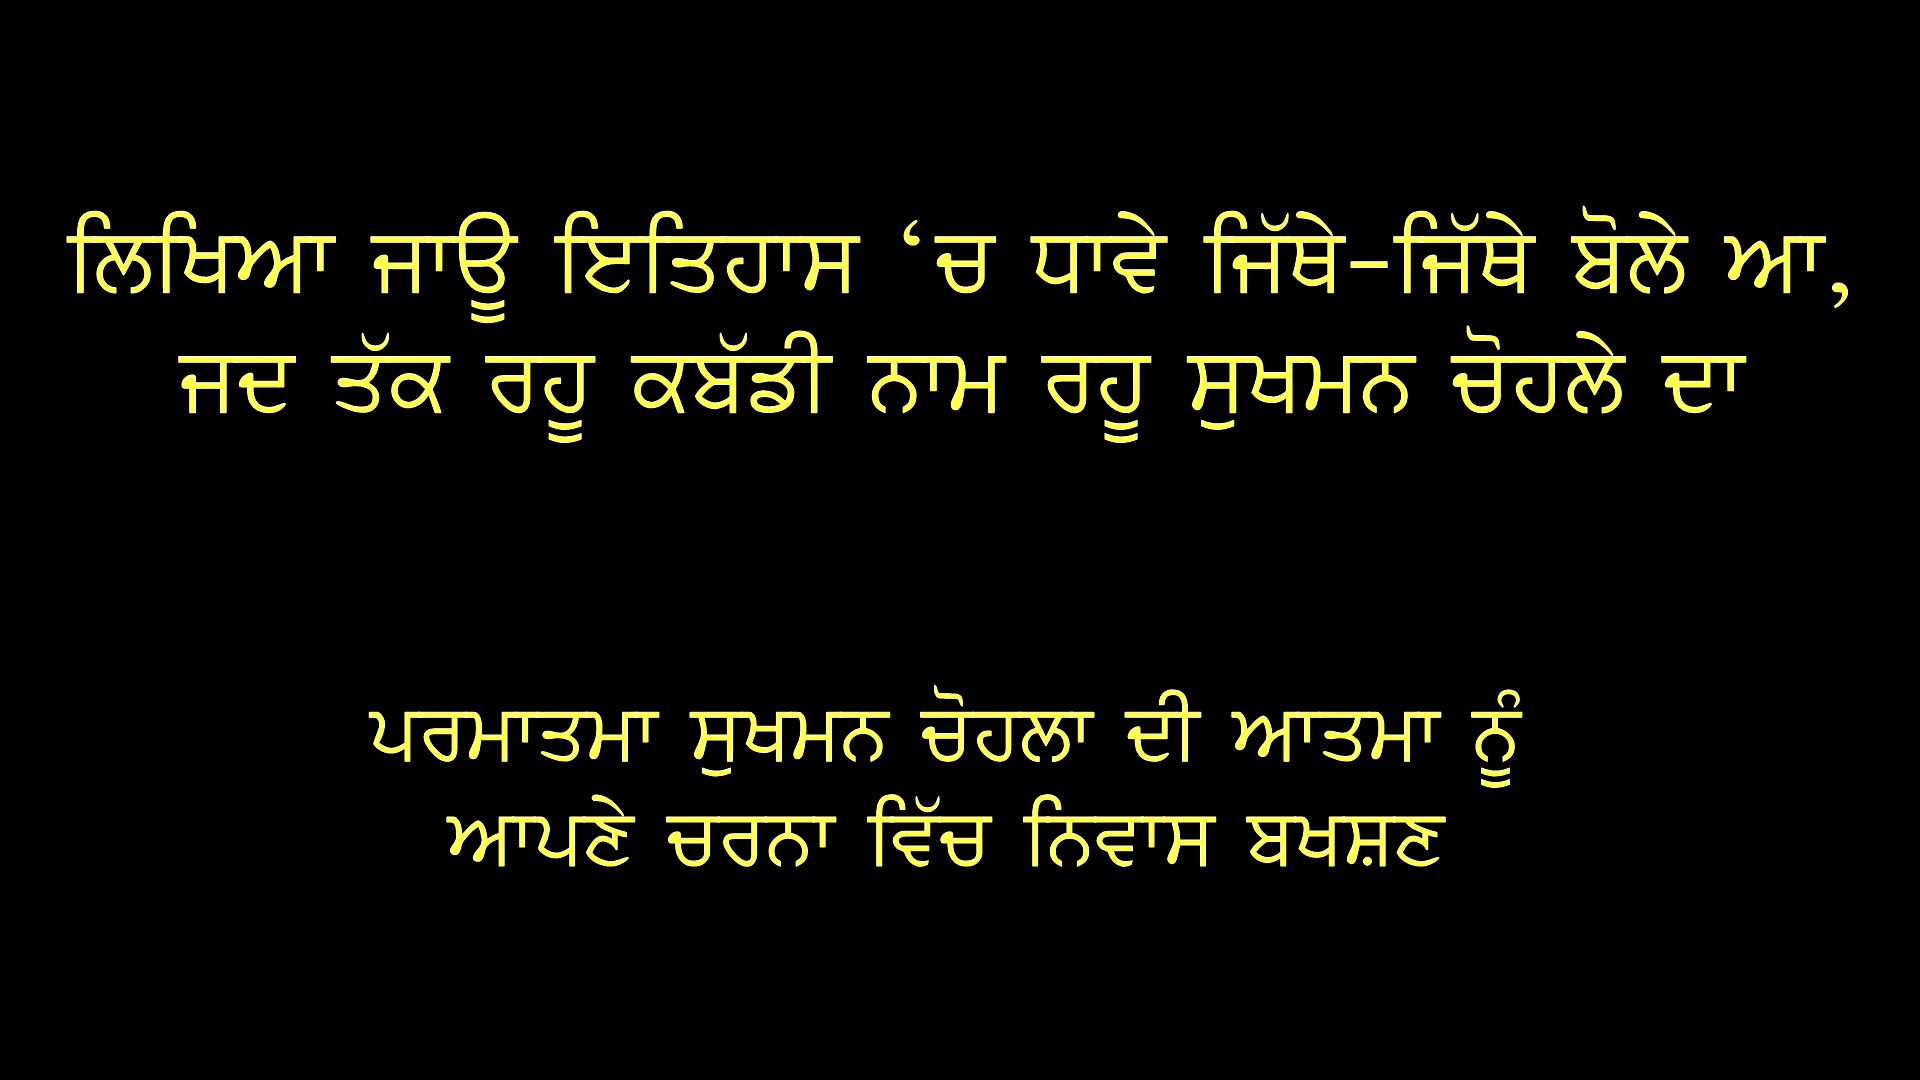 ਲਿਖਿਆ ਜਾਊ ਇਤਿਹਾਸ ‘ਚ ਧਾਵੇ ਜਿੱਥੇ-ਜਿੱਥੇ ਬੋਲੇ ਆ,
ਜਦ ਤੱਕ ਰਹੂ ਕਬੱਡੀ ਨਾਮ ਰਹੂ ਸੁਖਮਨ ਚੋਹਲੇ ਦਾ
ਪਰਮਾਤਮਾ ਸੁਖਮਨ ਚੋਹਲਾ ਦੀ ਆਤਮਾ ਨੂੰ
ਆਪਣੇ ਚਰਨਾ ਵਿੱਚ ਨਿਵਾਸ ਬਖਸ਼ਣ